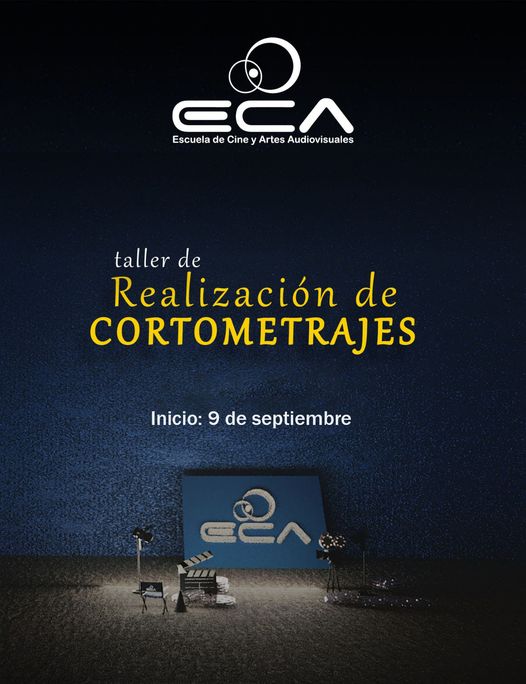 ECA
Escuela de Cine y Artes Audiovisuales
taller de
Realización de
CORTOMETRAJES
Inicio: 9 de septiembre
ECA